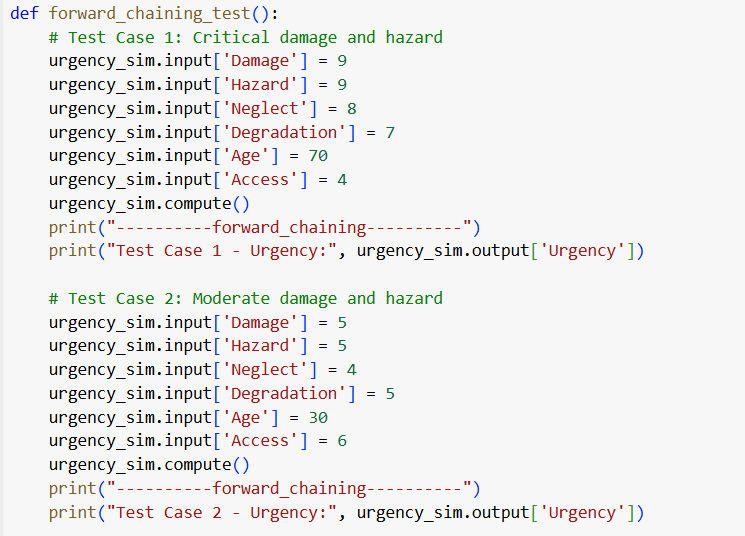 def forward_chaining_test():
    # Test Case 1: Critical damage and hazard
    urgency_sim.input['Damage'] = 9
    urgency_sim.input['Hazard'] = 9
    urgency_sim.input['Neglect'] = 8
    urgency_sim.input['Degradation'] = 7
    urgency_sim.input['Age'] = 70
    urgency_sim.input['Access'] = 4
    urgency_sim.compute()
    print("----------forward_chaining----------")
    print("Test Case 1 - Urgency:", urgency_sim.output['Urgency'])

    # Test Case 2: Moderate damage and hazard
    urgency_sim.input['Damage'] = 5
    urgency_sim.input['Hazard'] = 5
    urgency_sim.input['Neglect'] = 4
    urgency_sim.input['Degradation'] = 5
    urgency_sim.input['Age'] = 30
    urgency_sim.input['Access'] = 6
    urgency_sim.compute()
    print("----------forward_chaining----------")
    print("Test Case 2 - Urgency:", urgency_sim.output['Urgency'])